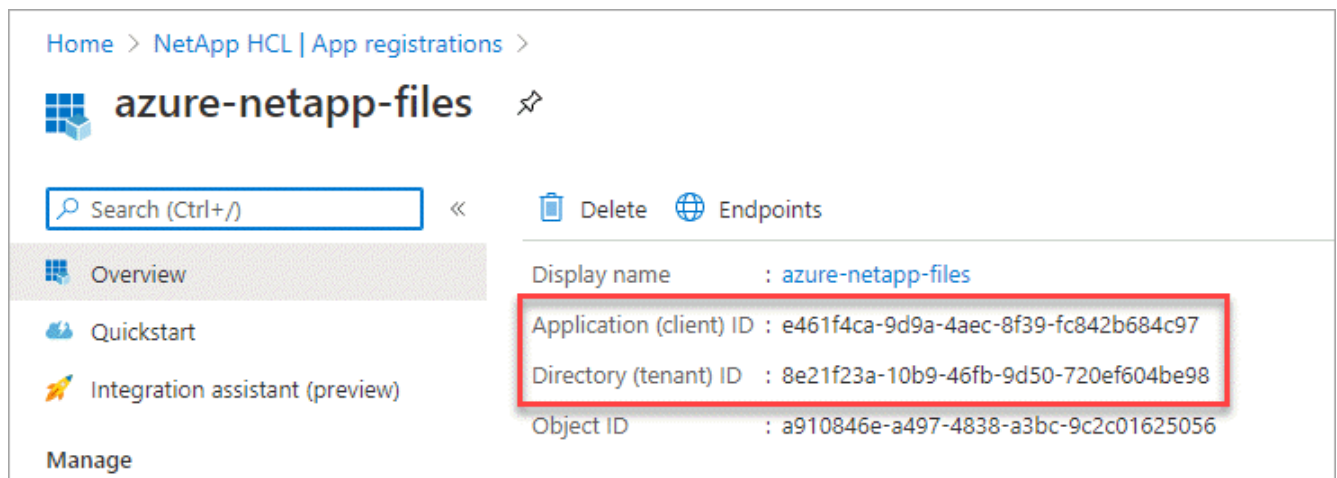 Home > NetApp HCL | App registrations >
azure-netapp-files
Search (Ctrl+/)
«
Delete
Endpoints
Overview
Quickstart
Integration assistant (preview)
Manage
Display name : azure-netapp-files
Application (client) ID : e461f4ca-9d9a-4aec-8f39-fc842b684c97
Directory (tenant) ID : 8e21f23a-10b9-46fb-9d50-720ef604be98
Object ID : a910846e-a497-4838-a3bc-9c2c01625056